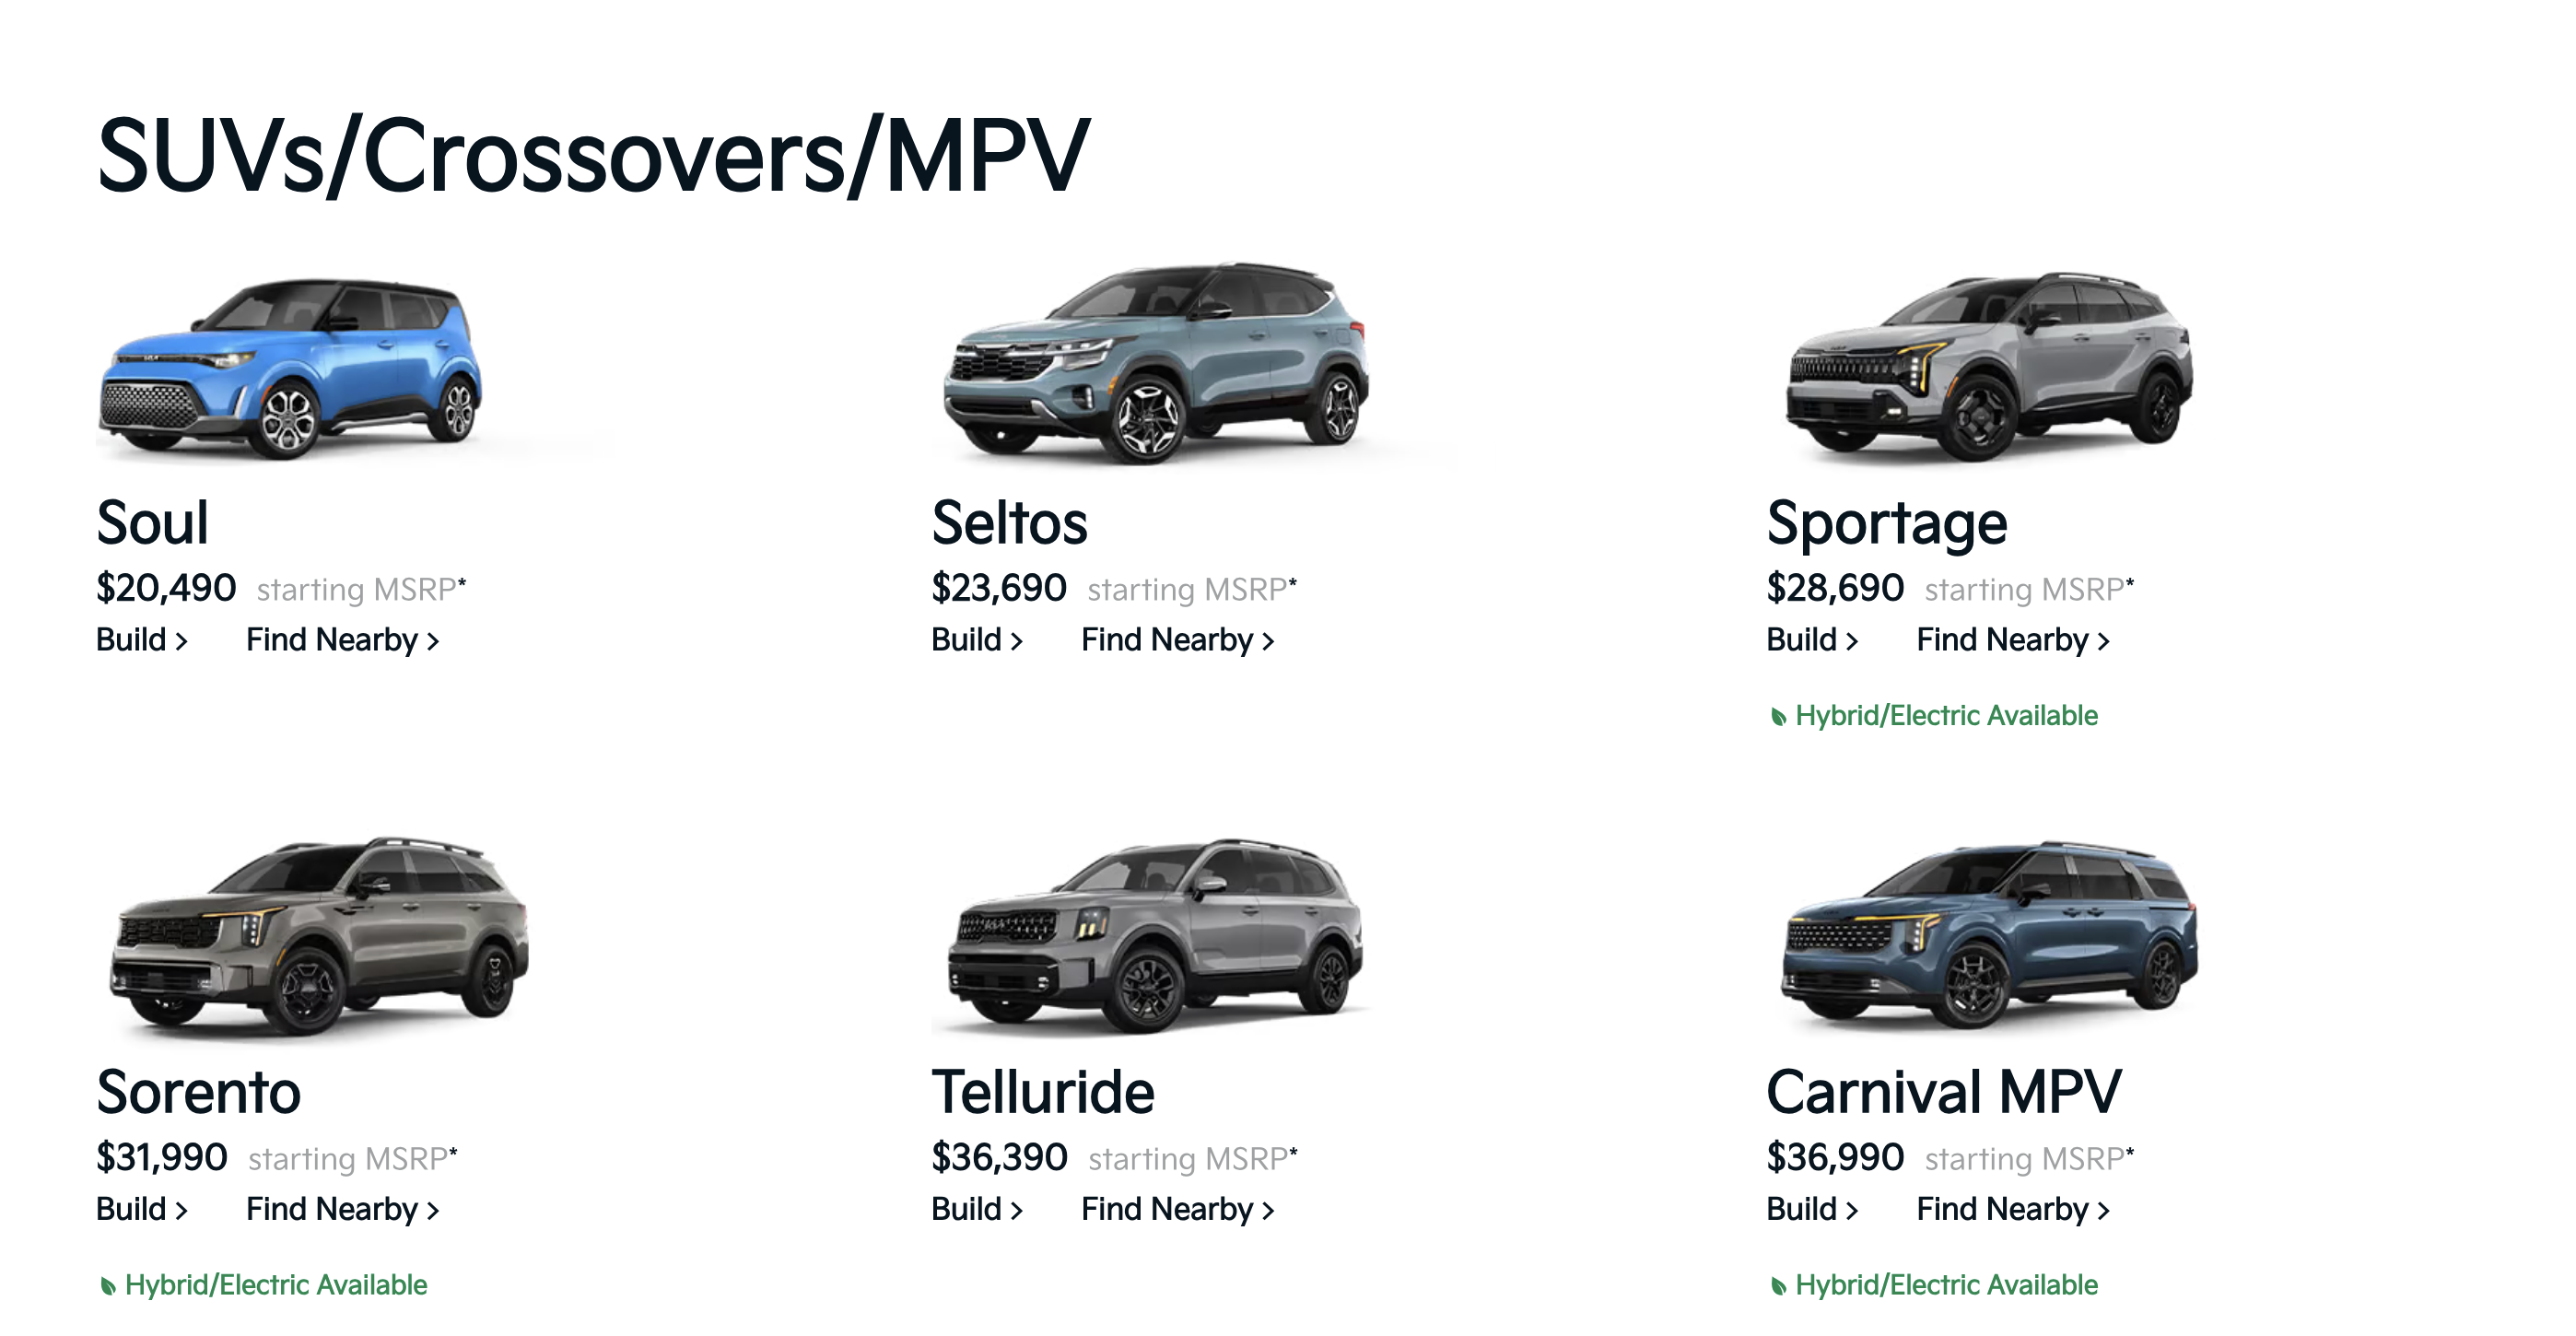 SUVs/Crossovers/MPV
Soul
$20,490 starting MSRP*
Build > Find Nearby >
Seltos
$23,690 starting MSRP*
Build > Find Nearby >
Sportage
$28,690 starting MSRP*
Build > Find Nearby >
Hybrid/Electric Available
Sorento
$31,990 starting MSRP*
Build > Find Nearby >
Hybrid/Electric Available
Telluride
$36,390 starting MSRP*
Build > Find Nearby >
Carnival MPV
$36,990 starting MSRP*
Build > Find Nearby >
Hybrid/Electric Available